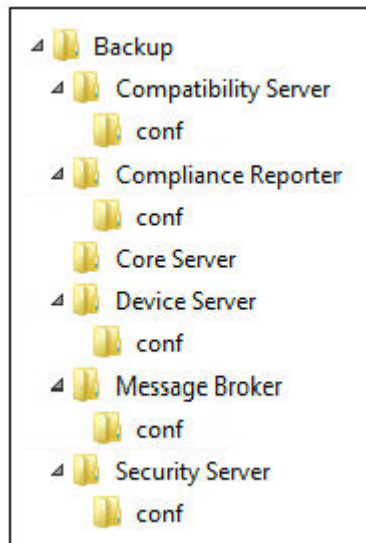 Backup
Compatibility Server
conf
Compliance Reporter
conf
Core Server
Device Server
conf
Message Broker
conf
Security Server
conf